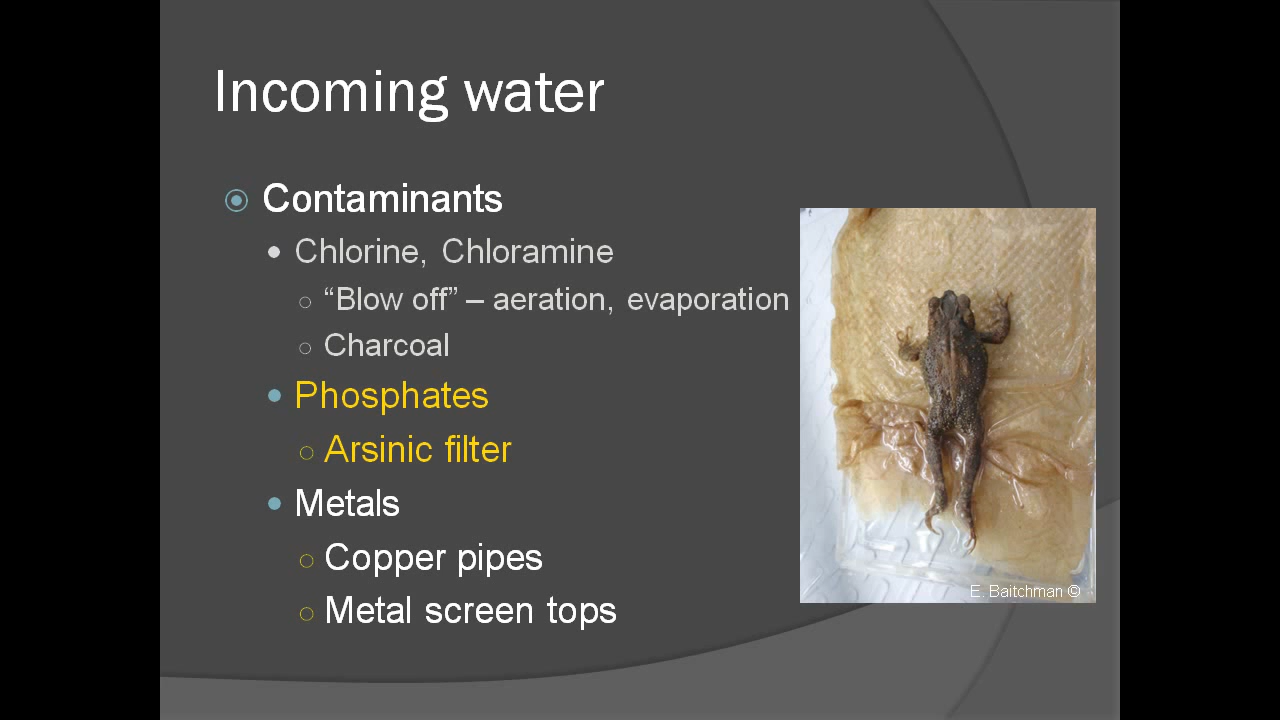 Incoming water
Contaminants
Chlorine, Chloramine
“Blow off” – aeration, evaporation
Charcoal
Phosphates
Arsinic filter
Metals
Copper pipes
Metal screen tops
E. Baitchman ©